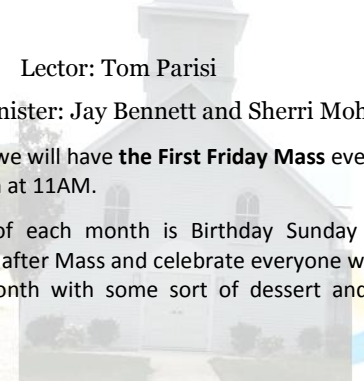 Lector: Tom Parisi
nister: Jay Bennett and Sherri Moh
we will have the First Friday Mass eve
at 11AM.
of each month is Birthday Sunday
after Mass and celebrate everyone w
onth with some sort of dessert and